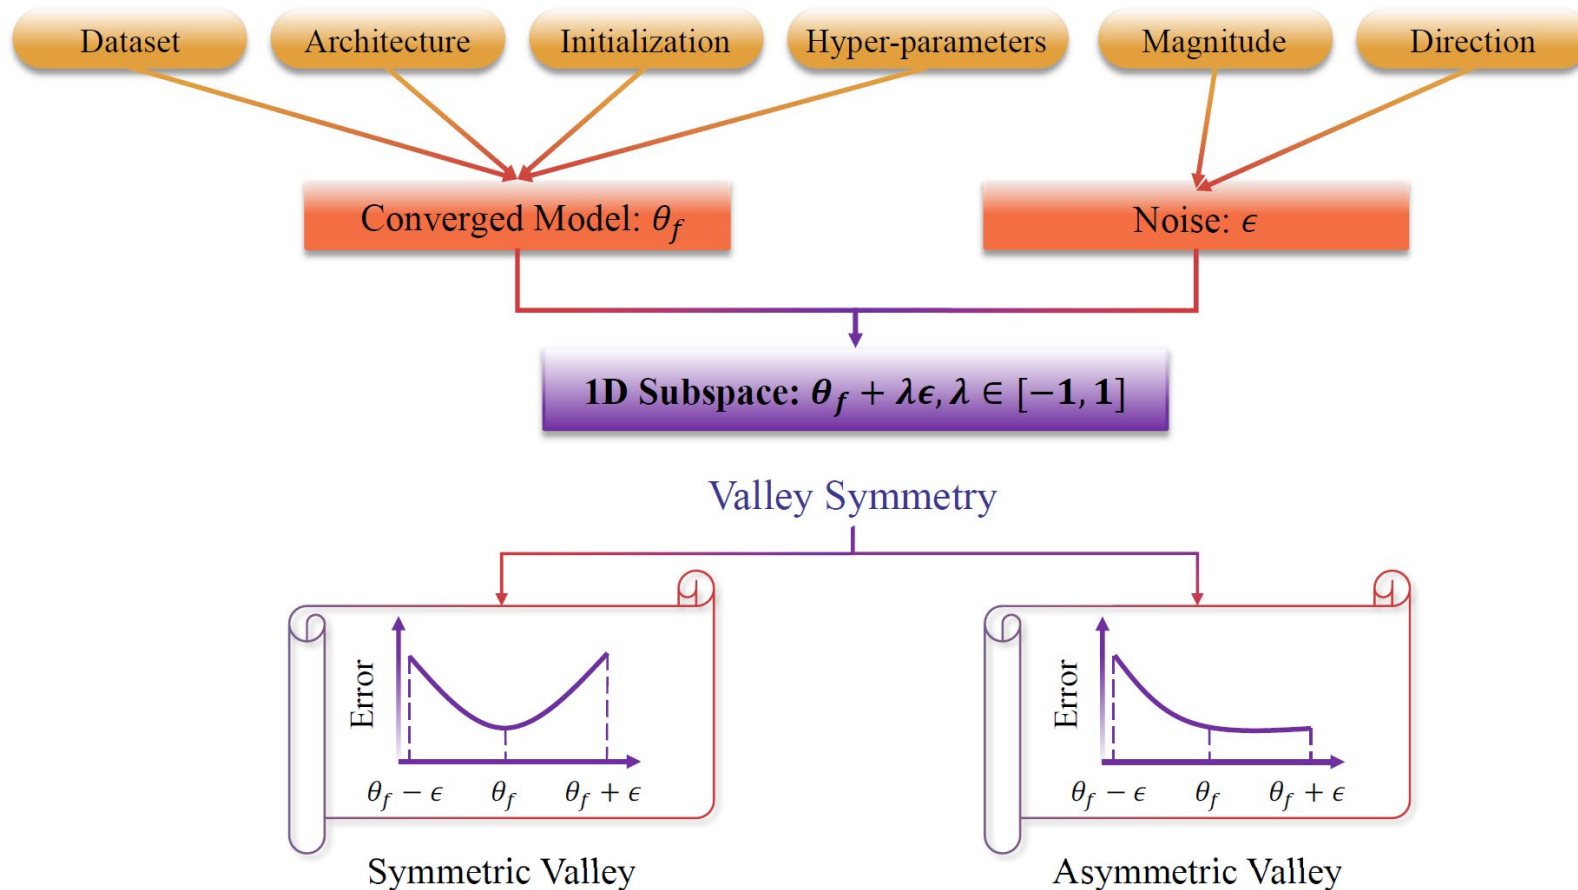 Dataset
Architecture
Initialization
Hyper-parameters
Magnitude
Direction
Converged Model: θ_f
Noise: ϵ
1D Subspace: θ_f + λϵ, λ ∈ [−1, 1]
Valley Symmetry
Error
θ_f − ϵ θ_f θ_f + ϵ
Symmetric Valley
Error
θ_f − ϵ θ_f θ_f + ϵ
Asymmetric Valley